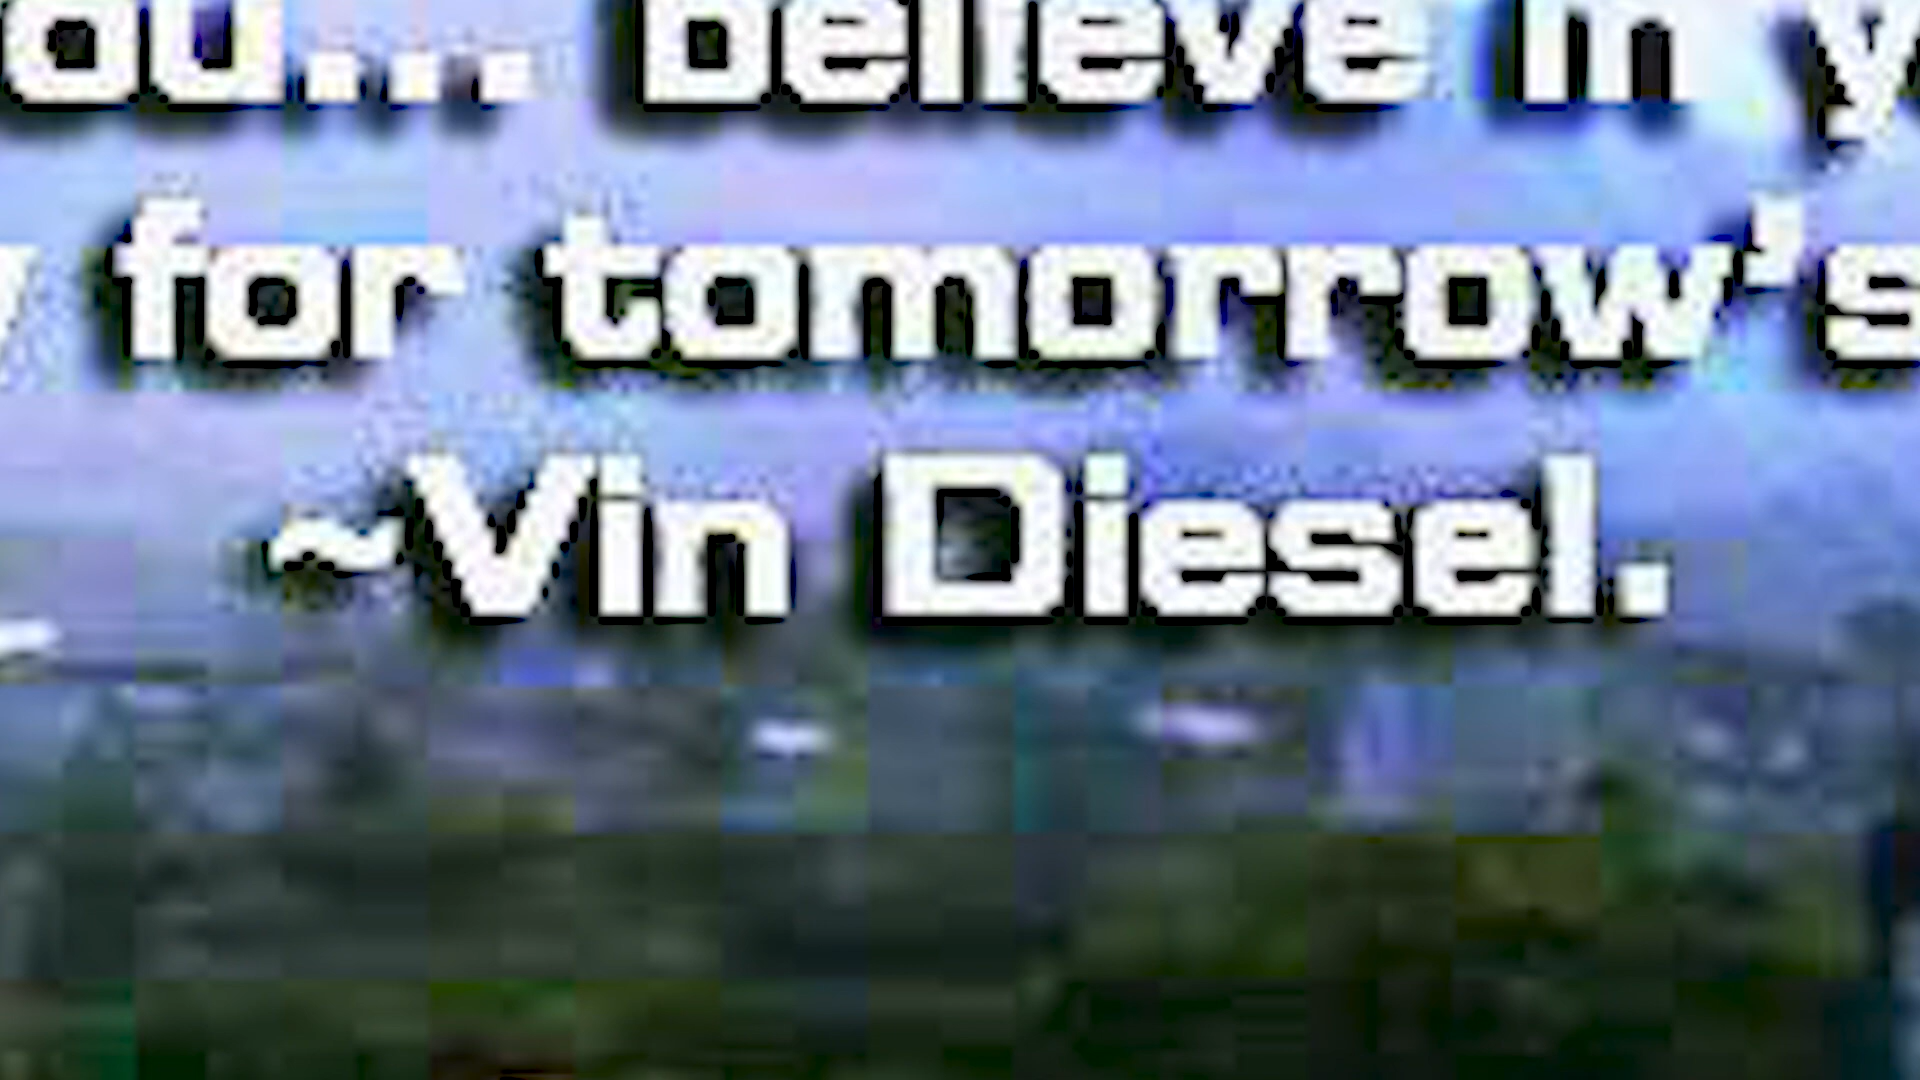 ou... believe in y
for tomorrow's
~Vin Diesel.